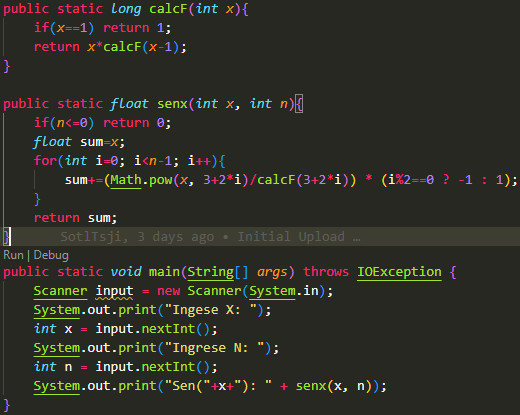 public static long calcF(int x){
if(x==1) return 1;
return x*calcF(x-1);
}
public static float senx(int x, int n){
if(n<=0) return 0;
float sum=x;
for(int i=0; i<n-1; i++){
sum+=(Math.pow(x, 3+2*i)/calcF(3+2*i)) * (i%2==0 ? -1 : 1);
}
return sum;
}
SotlTsji, 3 days ago • Initial Upload …
Run | Debug
public static void main(String[] args) throws IOException {
Scanner input = new Scanner(System.in);
System.out.print("Ingese X: ");
int x = input.nextInt();
System.out.print("Ingrese N: ");
int n = input.nextInt();
System.out.print("Sen("+x+"): " + senx(x, n));
}